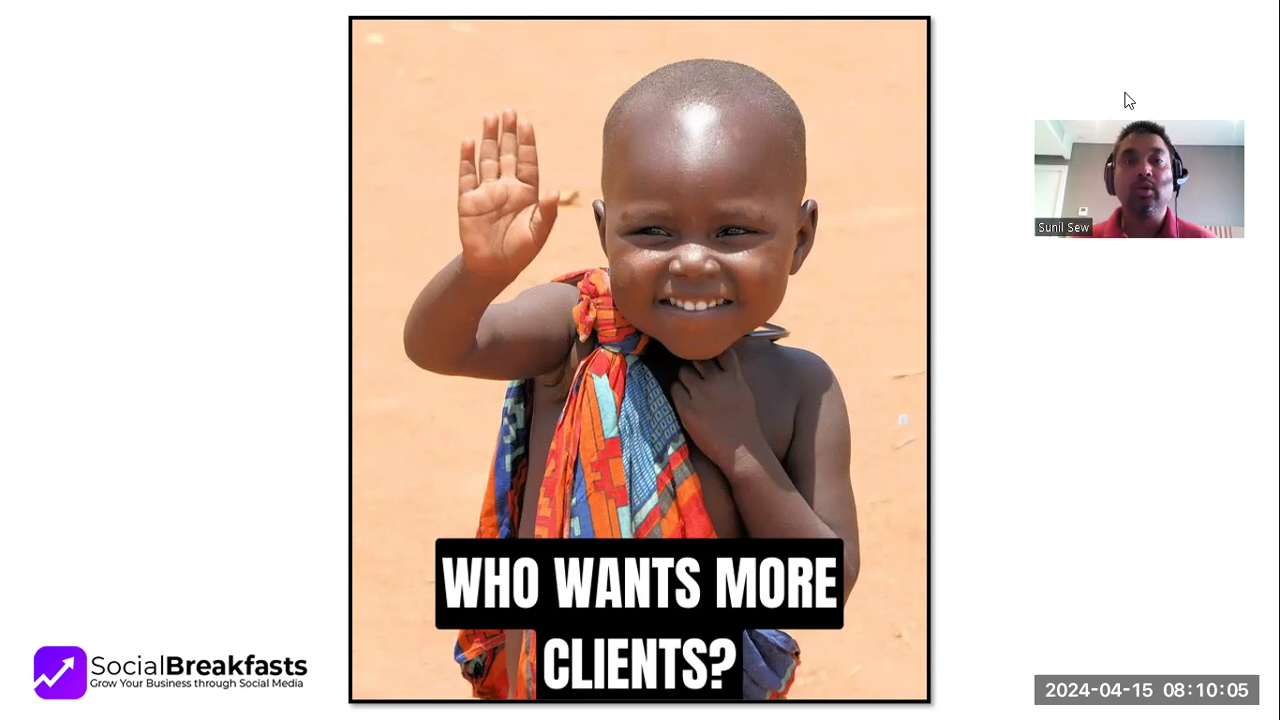 Sunil Sew
WHO WANTS MORE
CLIENTS?
SocialBreakfasts
Grow Your Business through Social Media
2024-04-15 08:10:05